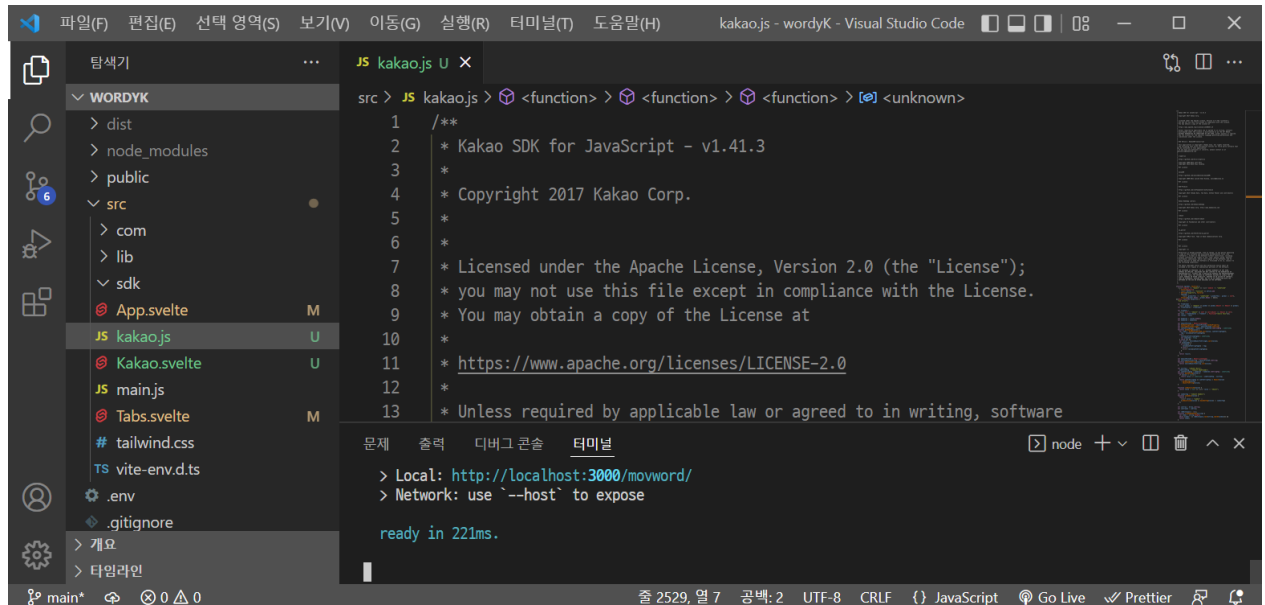 파일(F) 편집(E) 선택 영역(S) 보기(V) 이동(G) 실행(R) 터미널(T) 도움말(H) kakao.js - wordyK - Visual Studio Code
탐색기
JS kakao.js U
WORDYK
src > JS kakao.js > <function> > <function> > <function> > <unknown>
dist
node_modules
public
src
com
lib
sdk
App.svelte M
JS kakao.js U
Kakao.svelte U
JS main.js
Tabs.svelte M
# tailwind.css
TS vite-env.d.ts
.env
.gitignore
개요
타임라인
6
1 /**
2 * Kakao SDK for JavaScript - v1.41.3
3 *
4 * Copyright 2017 Kakao Corp.
5 *
6 *
7 * Licensed under the Apache License, Version 2.0 (the "License");
8 * you may not use this file except in compliance with the License.
9 * You may obtain a copy of the License at
10 *
11 * https://www.apache.org/licenses/LICENSE-2.0
12 *
13 * Unless required by applicable law or agreed to in writing, software
문제 출력 디버그 콘솔 터미널 node
> Local: http://localhost:3000/movword/
> Network: use `--host` to expose
ready in 221ms.
main* 0 0 줄 2529, 열 7 공백: 2 UTF-8 CRLF {} JavaScript Go Live Prettier